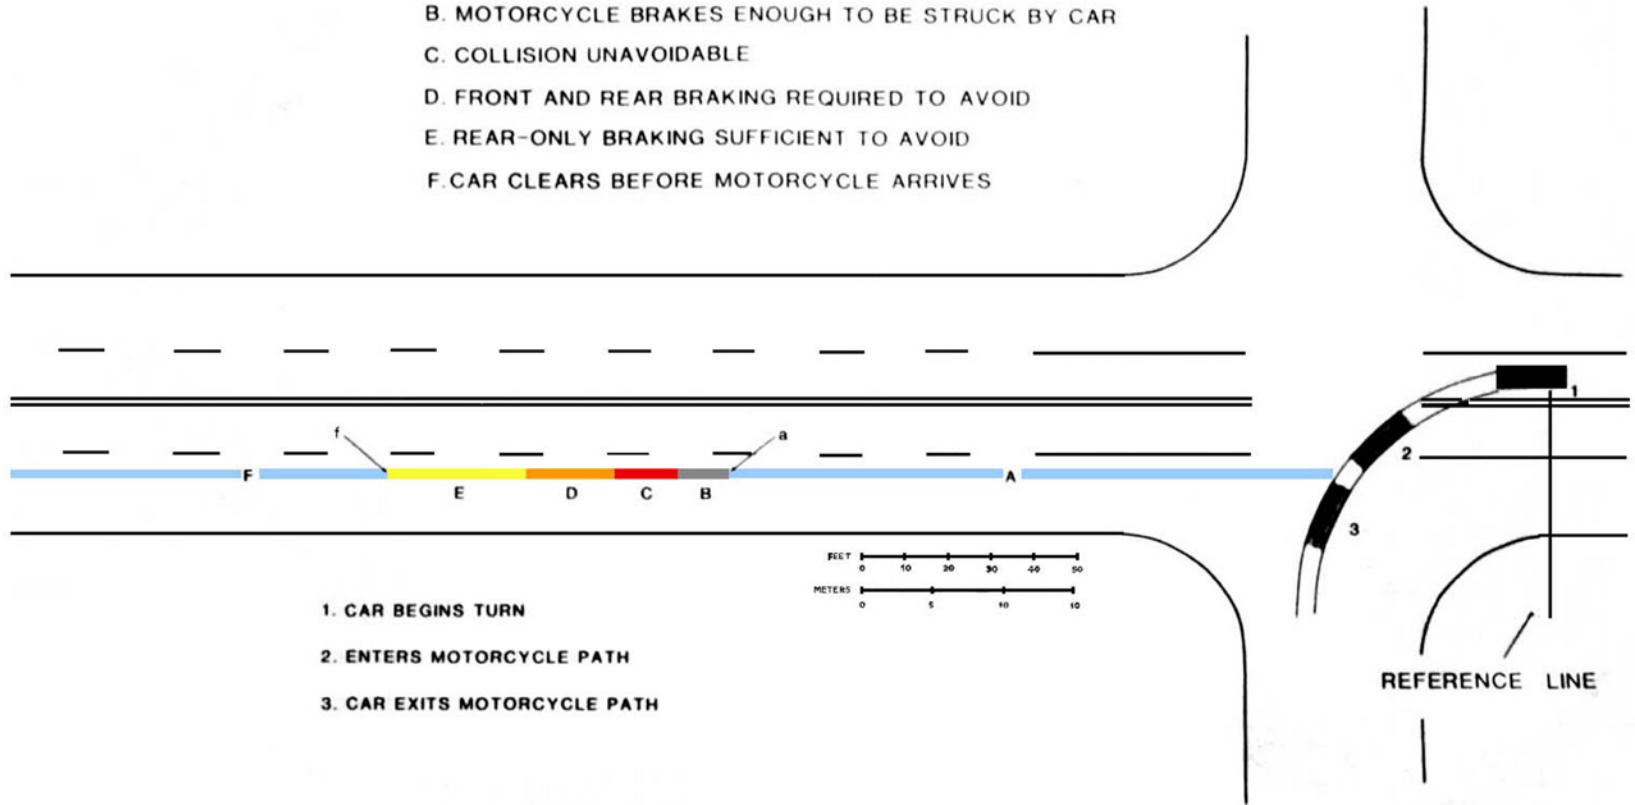 B. MOTORCYCLE BRAKES ENOUGH TO BE STRUCK BY CAR
C. COLLISION UNAVOIDABLE
D. FRONT AND REAR BRAKING REQUIRED TO AVOID
E. REAR-ONLY BRAKING SUFFICIENT TO AVOID
F. CAR CLEARS BEFORE MOTORCYCLE ARRIVES
1
f
a
2
F
A
E
D
C
B
3
FEET
0 10 20 30 40 50
METERS
0 5 10 10
1. CAR BEGINS TURN
2. ENTERS MOTORCYCLE PATH
3. CAR EXITS MOTORCYCLE PATH
REFERENCE LINE